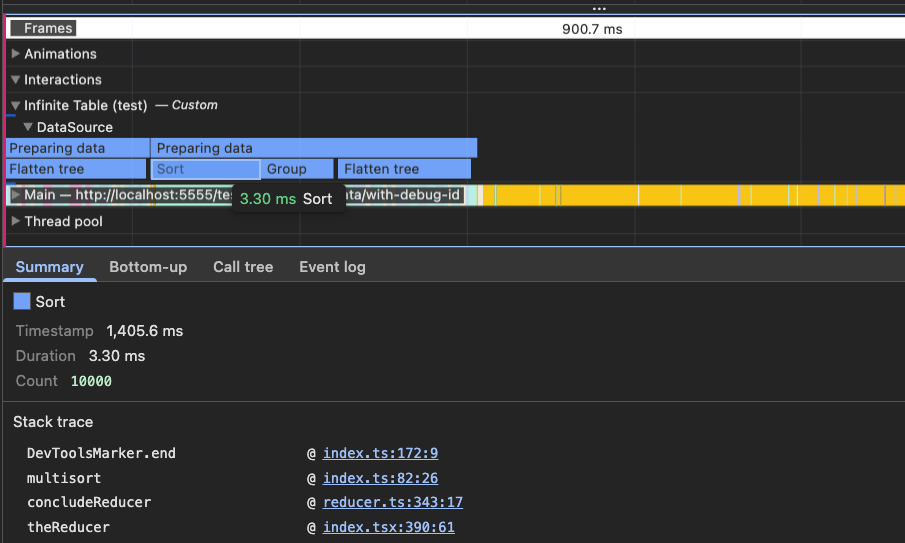 ...
Frames
900.7 ms
Animations
Interactions
Infinite Table (test) — Custom
DataSource
Preparing data Preparing data
Flatten tree Sort Group Flatten tree
Main — http://localhost:5555/tes ata/with-debug-id
3.30 ms Sort
Thread pool
Summary Bottom-up Call tree Event log
Sort
Timestamp 1,405.6 ms
Duration 3.30 ms
Count 10000
Stack trace
DevToolsMarker.end @ index.ts:172:9
multisort @ index.ts:82:26
concludeReducer @ reducer.ts:343:17
theReducer @ index.tsx:390:61